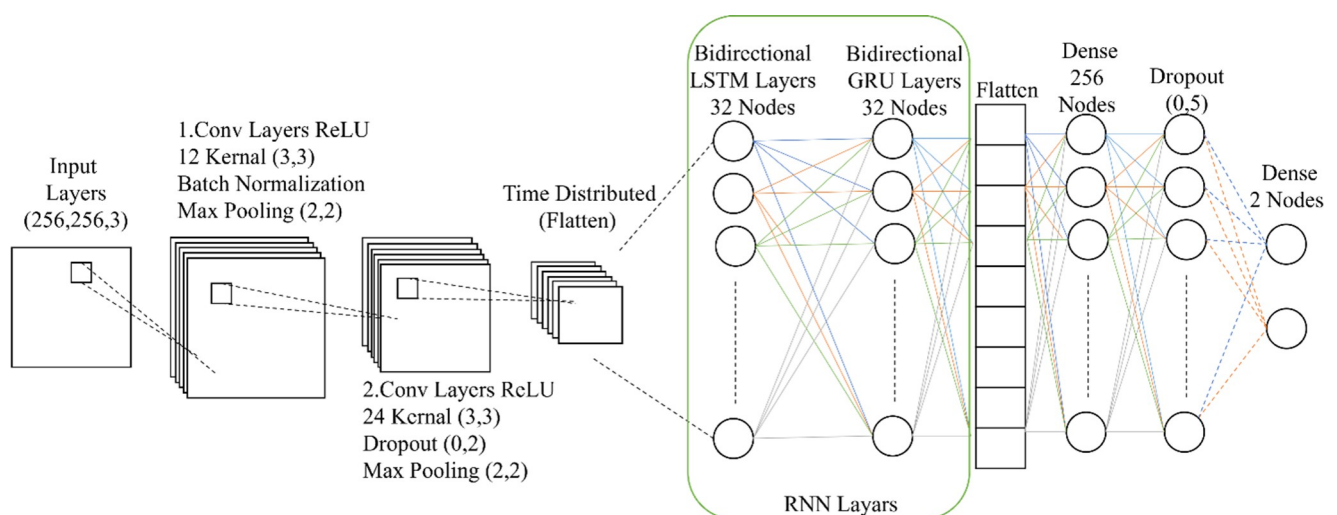 Input
Layers
(256,256,3)
1.Conv Layers ReLU
12 Kernal (3,3)
Batch Normalization
Max Pooling (2,2)
2.Conv Layers ReLU
24 Kernal (3,3)
Dropout (0,2)
Max Pooling (2,2)
Time Distributed
(Flatten)
Bidirectional
LSTM Layers
32 Nodes
Bidirectional
GRU Layers
32 Nodes
RNN Layars
Flatten
Dense
256
Nodes
Dropout
(0,5)
Dense
2 Nodes